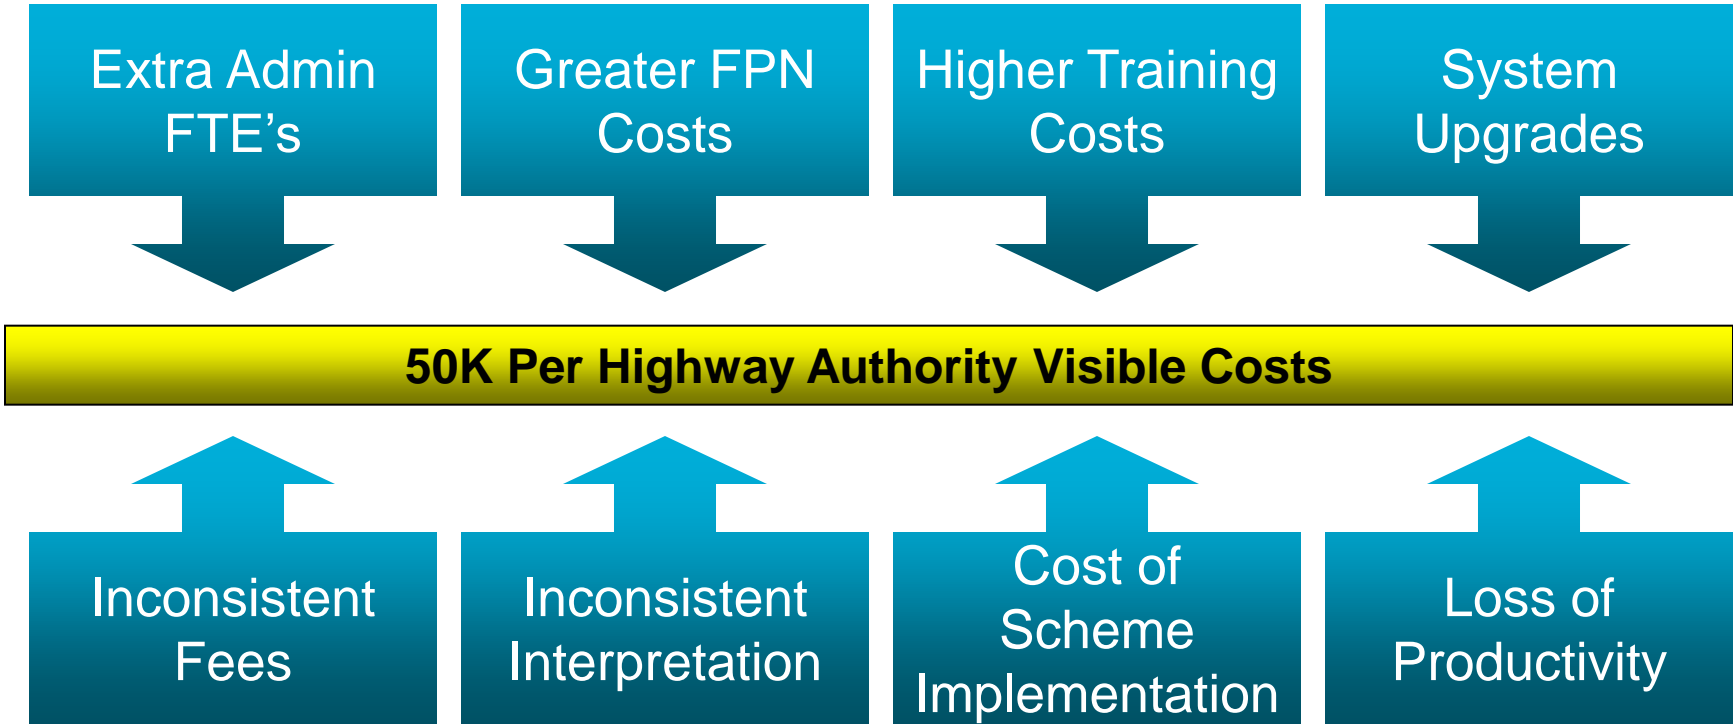 Extra Admin
FTE’s
Greater FPN
Costs
Higher Training
Costs
System
Upgrades
50K Per Highway Authority Visible Costs
Inconsistent
Fees
Inconsistent
Interpretation
Cost of
Scheme
Implementation
Loss of
Productivity